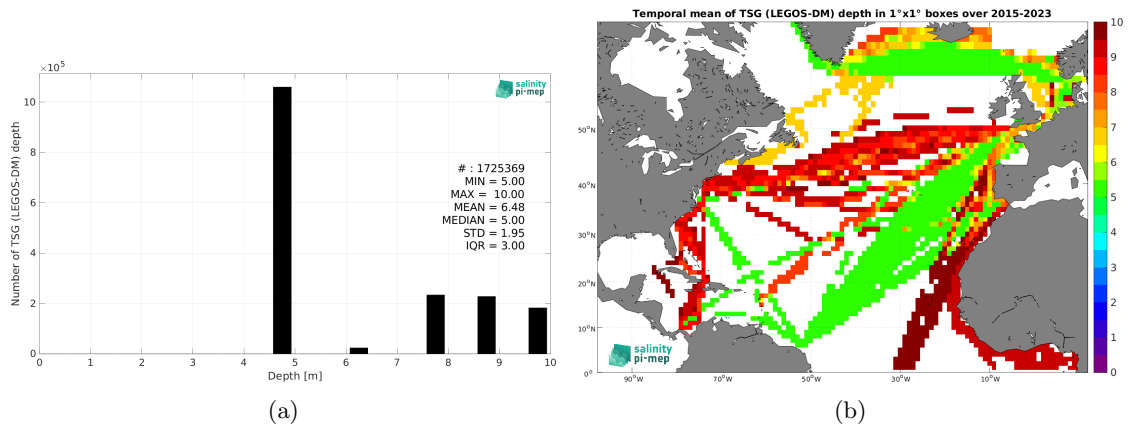 Temporal mean of TSG (LEGOS-DM) depth in 1°x1° boxes over 2015-2023
×10⁵
10
8
6
4
2
0
Number of TSG (LEGOS-DM) depth
salinity
pi-mep
# : 1725369
MIN = 5.00
MAX = 10.00
MEAN = 6.48
MEDIAN = 5.00
STD = 1.95
IQR = 3.00
0 1 2 3 4 5 6 7 8 9 10
Depth [m]
(a)
50°N
40°N
30°N
20°N
10°N
0°
90°W 70°W 50°W 30°W 10°W
salinity
pi-mep
10
9
8
7
6
5
4
3
2
1
0
(b)